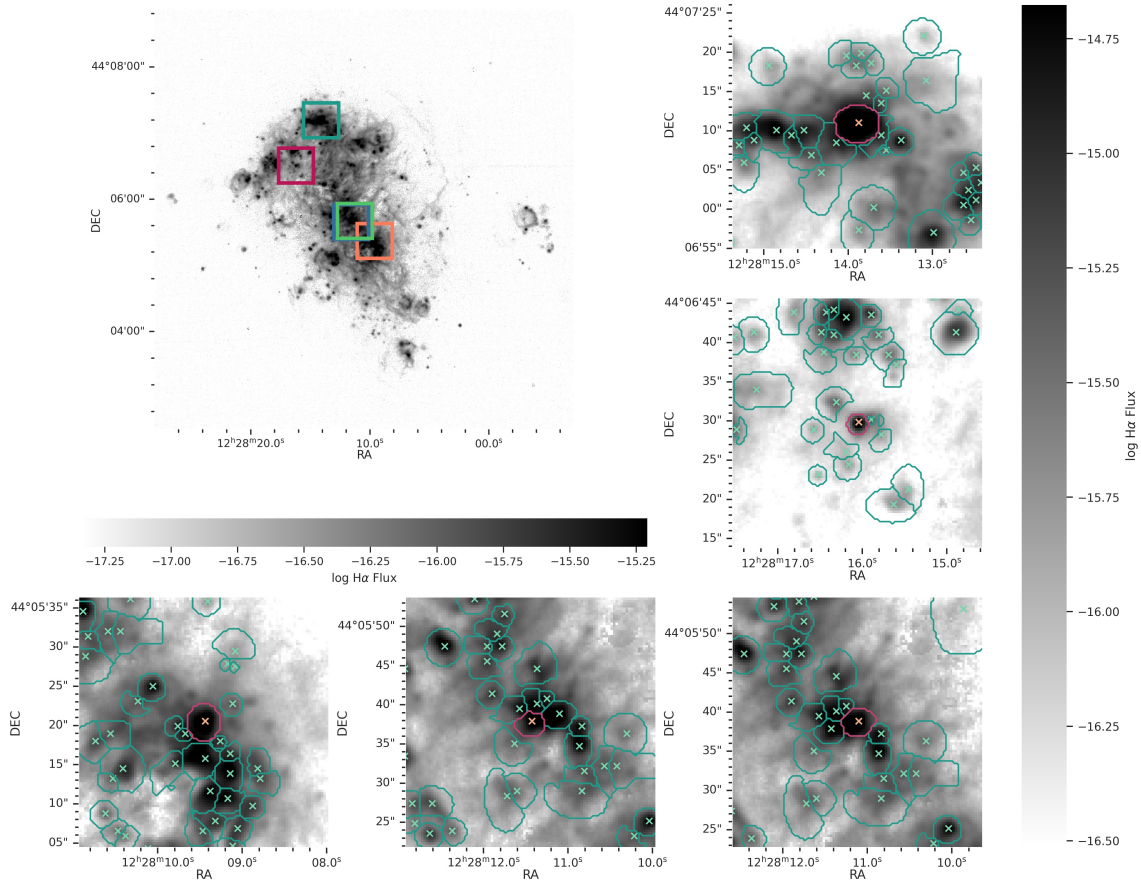 44°08'00"
06'00"
04'00"
DEC
12ʰ28ᵐ20.0ˢ 10.0ˢ 00.0ˢ
RA
44°07'25"
20"
15"
10"
05"
00"
06'55"
DEC
12ʰ28ᵐ15.0ˢ 14.0ˢ 13.0ˢ
RA
44°06'45"
40"
35"
30"
25"
20"
15"
DEC
12ʰ28ᵐ17.0ˢ 16.0ˢ 15.0ˢ
RA
−14.75
−15.00
−15.25
−15.50
−15.75
−16.00
−16.25
−16.50
log Hα Flux
−17.25 −17.00 −16.75 −16.50 −16.25 −16.00 −15.75 −15.50 −15.25
log Hα Flux
44°05'35"
30"
25"
20"
15"
10"
05"
DEC
12ʰ28ᵐ10.0ˢ 09.0ˢ 08.0ˢ
RA
44°05'50"
45"
40"
35"
30"
25"
DEC
12ʰ28ᵐ12.0ˢ 11.0ˢ 10.0ˢ
RA
44°05'50"
45"
40"
35"
30"
25"
DEC
12ʰ28ᵐ12.0ˢ 11.0ˢ 10.0ˢ
RA